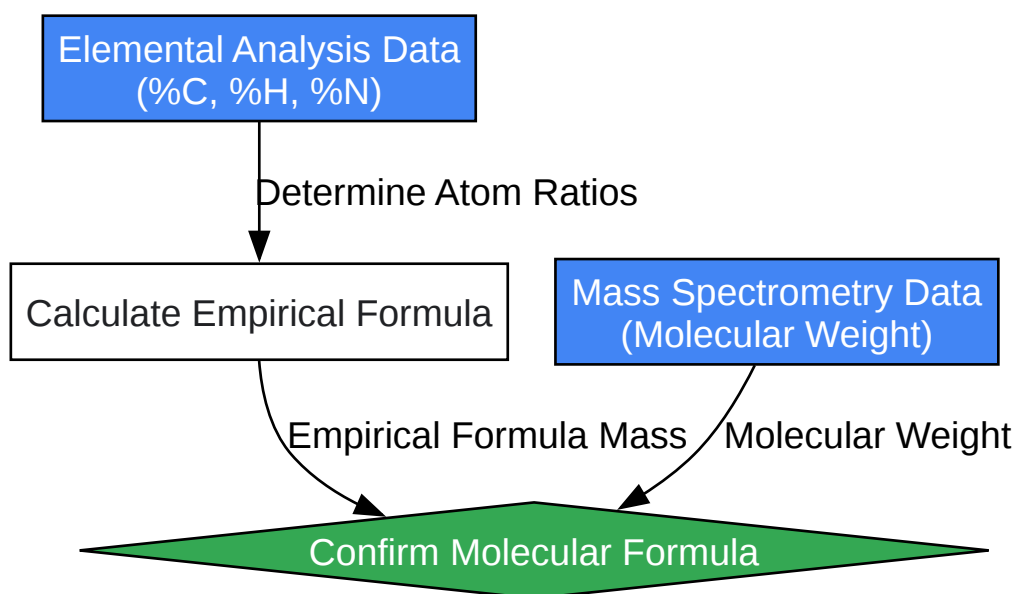 Elemental Analysis Data
(%C, %H, %N)
Determine Atom Ratios
Calculate Empirical Formula
Mass Spectrometry Data
(Molecular Weight)
Empirical Formula Mass
Molecular Weight
Confirm Molecular Formula